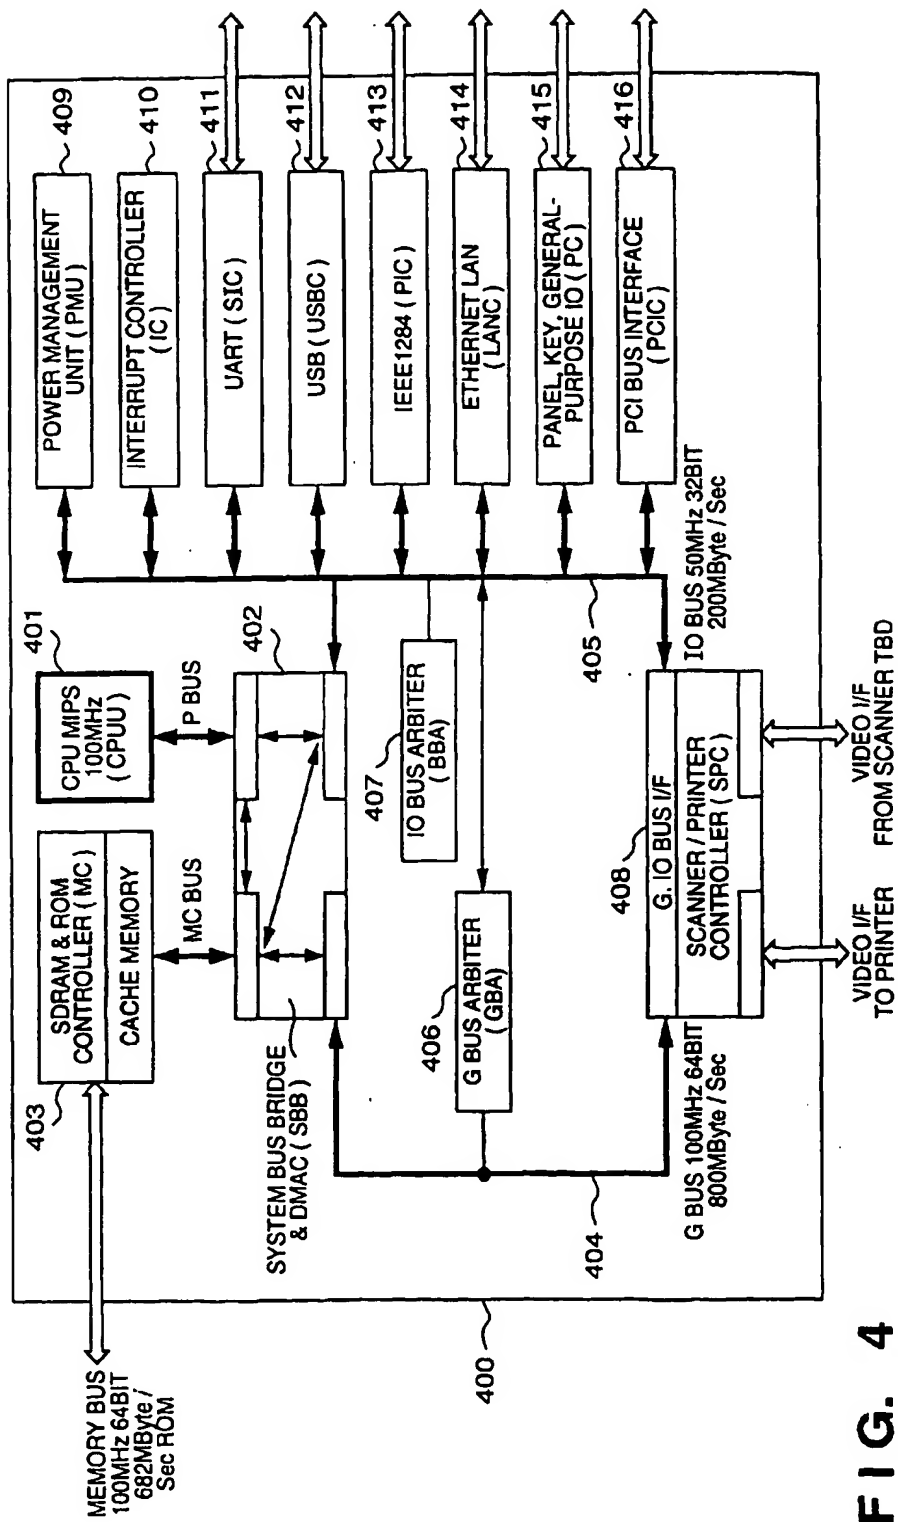 MEMORY BUS
100MHz 64BIT
682MByte /
Sec ROM
403
SDRAM & ROM
CONTROLLER ( MC )
CACHE MEMORY
MC BUS
401
CPU MIPS
100MHz
( CPUU )
P BUS
402
SYSTEM BUS BRIDGE
& DMAC ( SBB )
409
POWER MANAGEMENT
UNIT ( PMU )
410
INTERRUPT CONTROLLER
( IC )
411
UART ( SIC )
412
USB ( USBC )
413
IEEE1284 ( PIC )
414
ETHERNET LAN
( LANC )
415
PANEL, KEY, GENERAL-
PURPOSE IO ( PC )
416
PCI BUS INTERFACE
( PCIC )
407
IO BUS ARBITER
( BBA )
406
G BUS ARBITER
( GBA )
405
IO BUS 50MHz 32BIT
200MByte / Sec
404
G BUS 100MHz 64BIT
800MByte / Sec
408
G. IO BUS I/F
SCANNER / PRINTER
CONTROLLER ( SPC )
VIDEO I/F
TO PRINTER
VIDEO I/F
FROM SCANNER TBD
400
FIG. 4